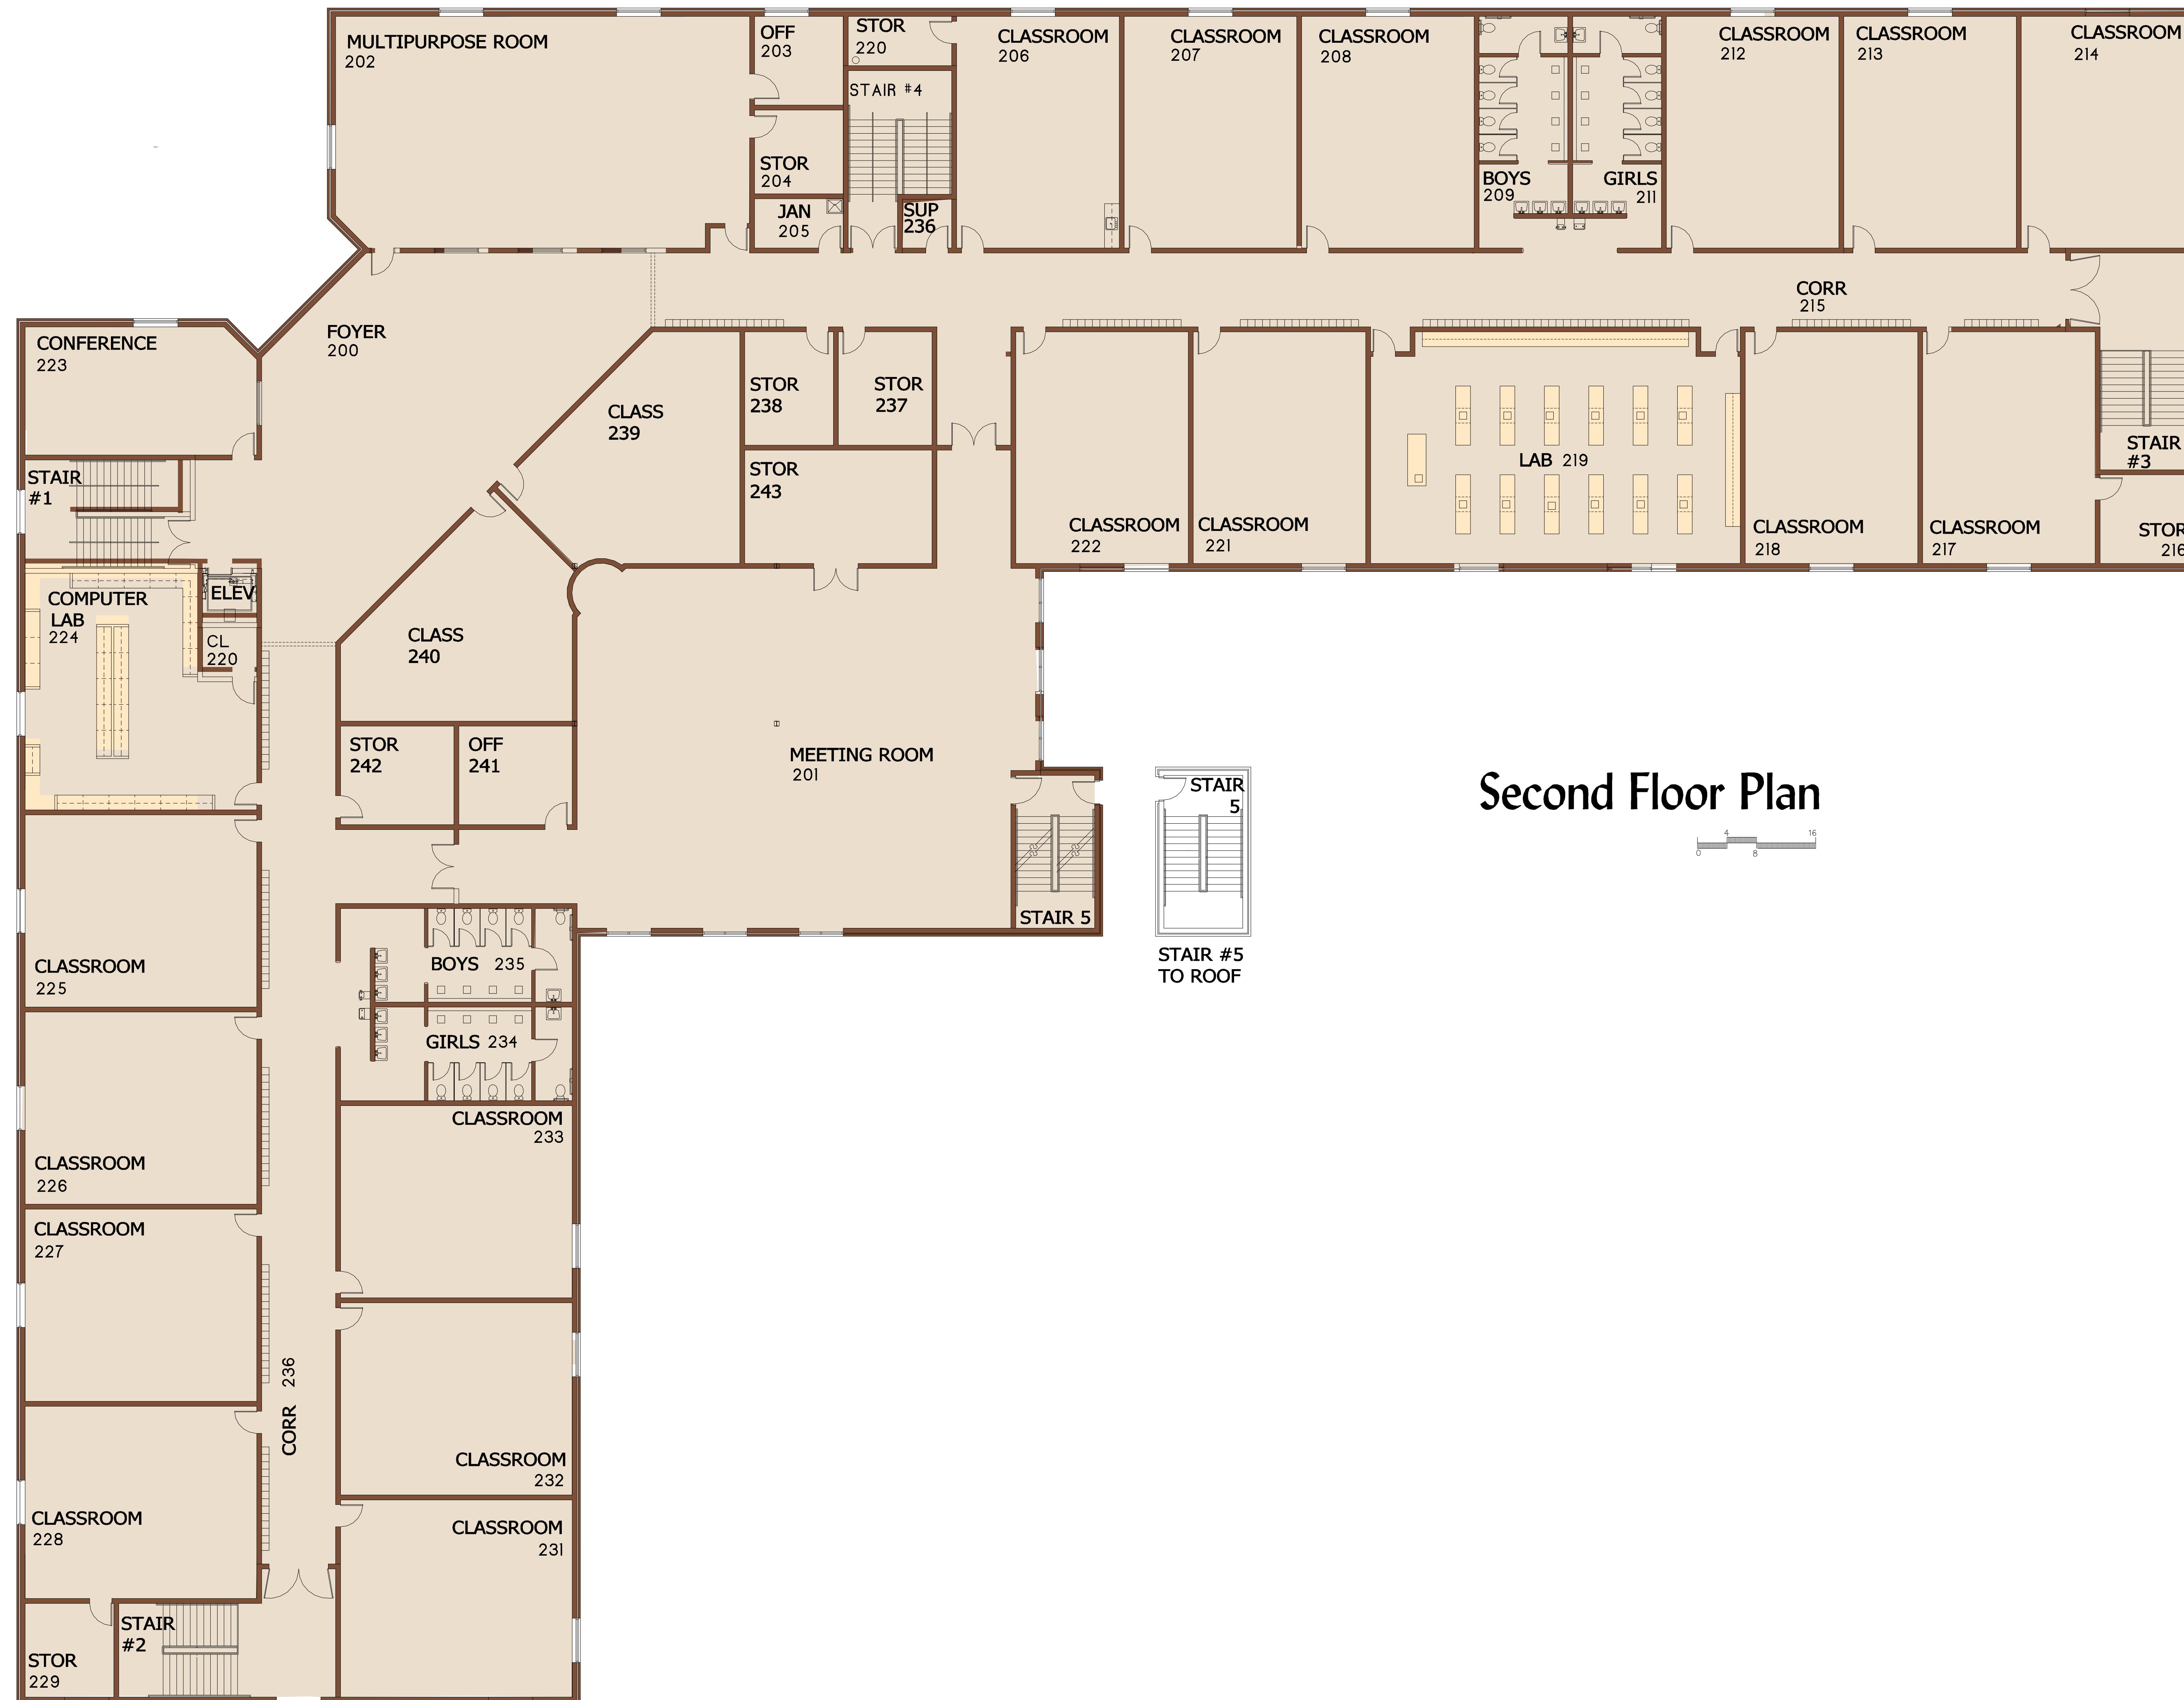 MULTIPURPOSE ROOM
202
OFF
203
STOR
220
STAIR #4
STOR
204
JAN
205
SUP
236
CLASSROOM
206
CLASSROOM
207
CLASSROOM
208
BOYS
209
GIRLS
211
CLASSROOM
212
CLASSROOM
213
CLASSROOM
214
CORR
215
FOYER
200
CONFERENCE
223
STAIR
#1
CLASS
239
STOR
238
STOR
237
STOR
243
CLASSROOM
222
CLASSROOM
221
LAB 219
CLASSROOM
218
CLASSROOM
217
STAIR
#3
STOR
216
COMPUTER
LAB
224
ELEV
CL
220
CLASS
240
STOR
242
OFF
241
MEETING ROOM
201
STAIR 5
STAIR
5
STAIR #5
TO ROOF
Second Floor Plan
4 16
0 8
CLASSROOM
225
BOYS 235
GIRLS 234
CLASSROOM
226
CLASSROOM
233
CLASSROOM
227
CORR 236
CLASSROOM
232
CLASSROOM
228
CLASSROOM
231
STOR
229
STAIR
#2